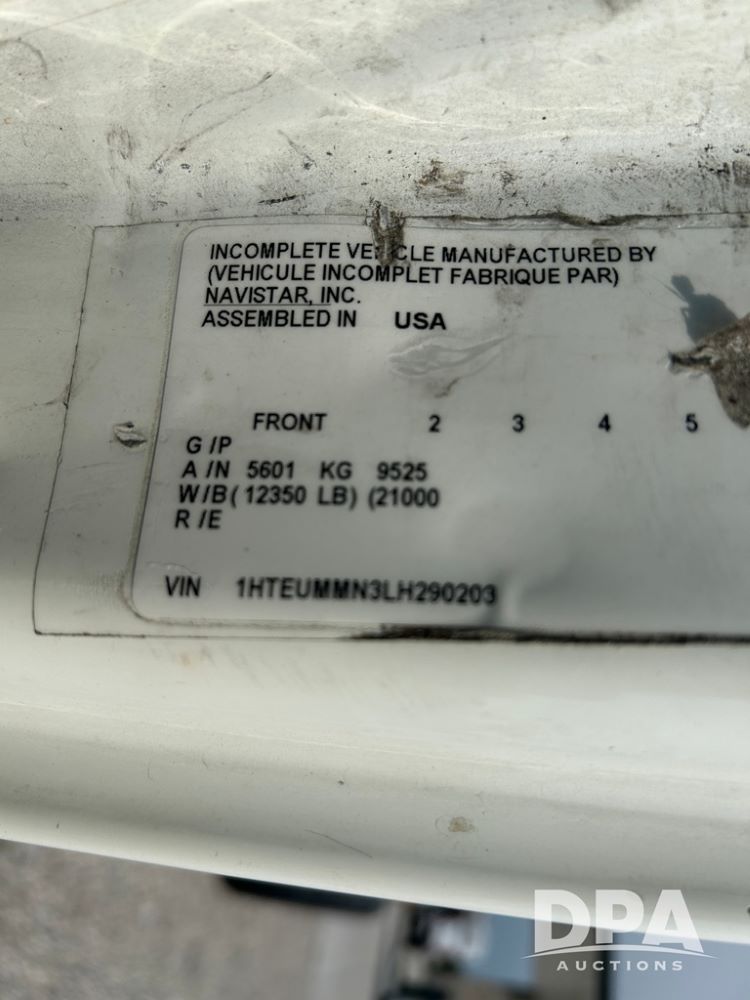 INCOMPLETE VEHICLE MANUFACTURED BY
(VEHICULE INCOMPLET FABRIQUE PAR)
NAVISTAR, INC.
ASSEMBLED IN USA
FRONT 2 3 4 5
G/P
A/N 5601 KG 9525
W/B (12350 LB) (21000
R/E
VIN 1HTEUMMN3LH290203
DPA
AUCTIONS